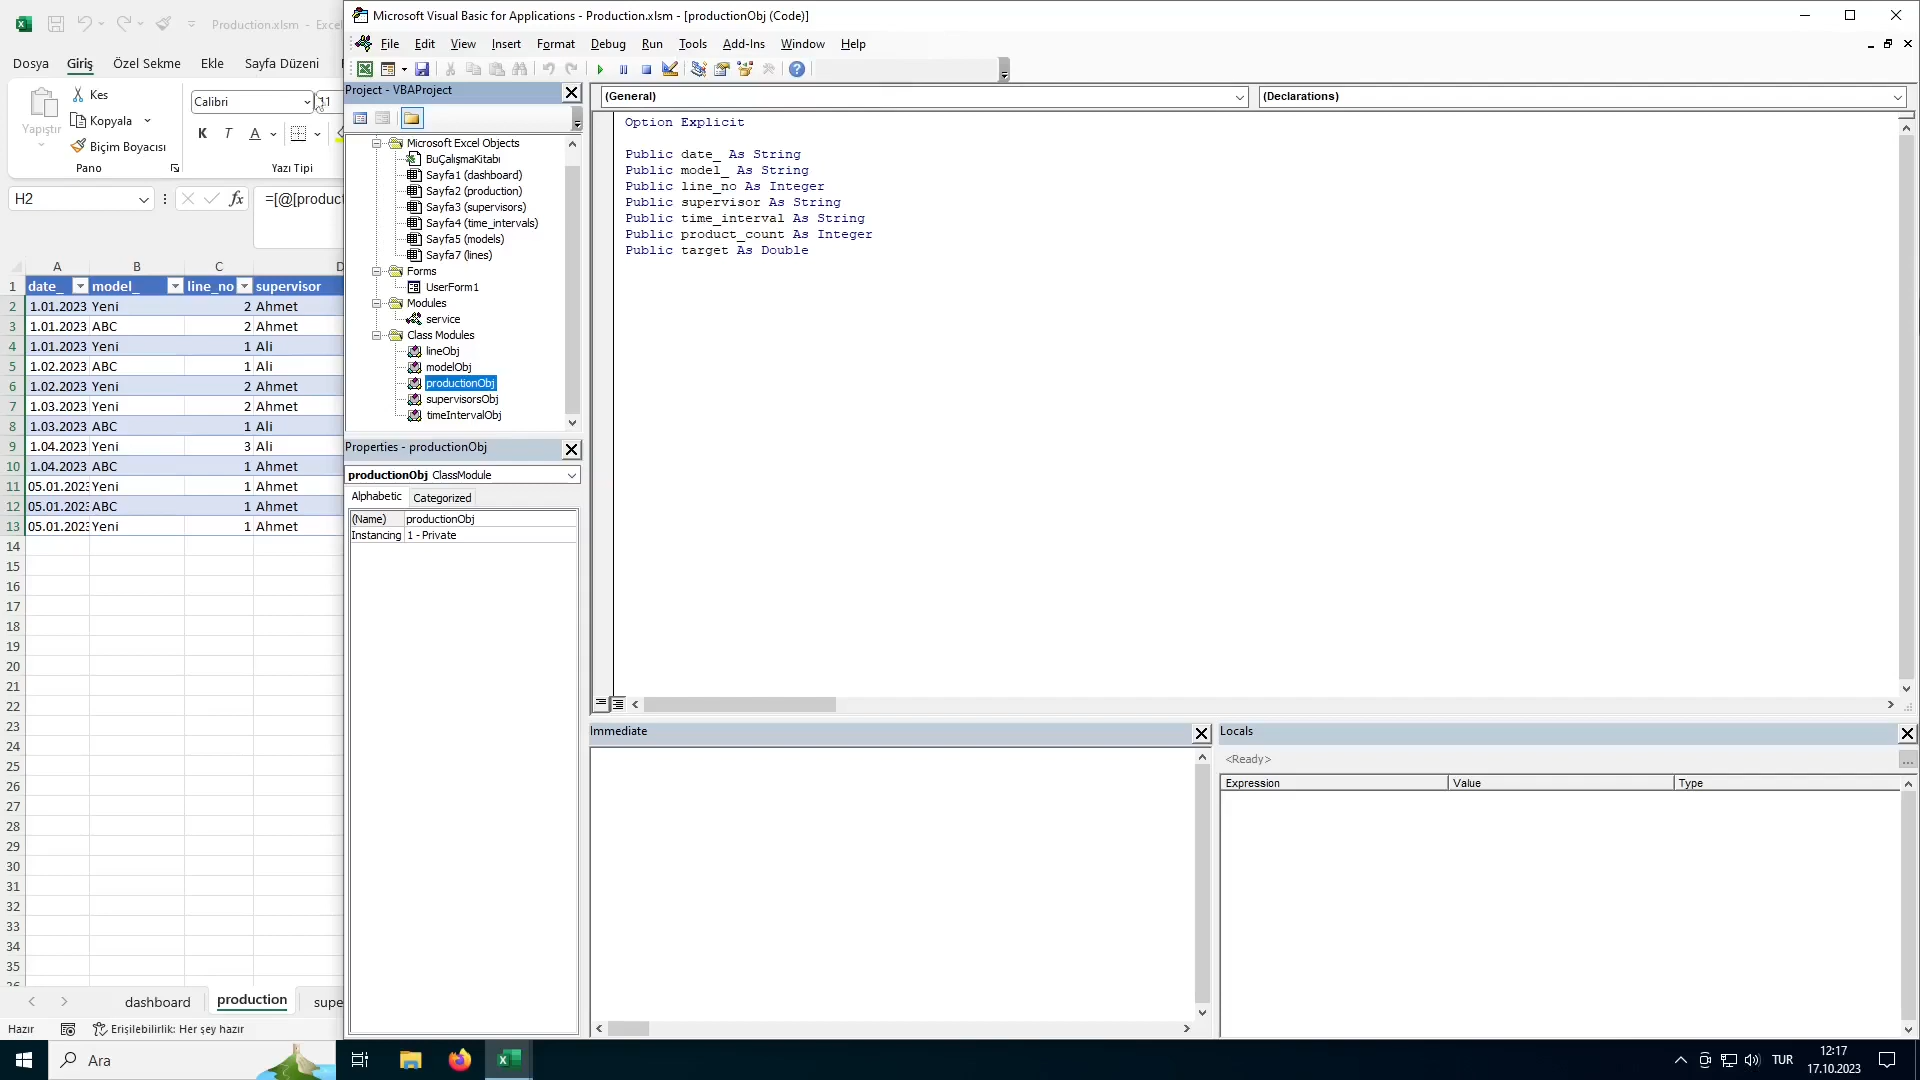 Production.xlsm - Excel
Microsoft Visual Basic for Applications - Production.xlsm - [productionObj (Code)]
File Edit View Insert Format Debug Run Tools Add-Ins Window Help
Dosya Giriş Özel Sekme Ekle Sayfa Düzeni
Yapıştır
Kes
Kopyala
Biçim Boyacısı
Pano
Calibri
11
K T A
Yazı Tipi
H2
fx
=[@[product
A B C D
1 date_ model_ line_no supervisor
2 1.01.2023 Yeni 2 Ahmet
3 1.01.2023 ABC 2 Ahmet
4 1.01.2023 Yeni 1 Ali
5 1.02.2023 ABC 1 Ali
6 1.02.2023 Yeni 2 Ahmet
7 1.03.2023 Yeni 2 Ahmet
8 1.03.2023 ABC 1 Ali
9 1.04.2023 Yeni 3 Ali
10 1.04.2023 ABC 1 Ahmet
11 05.01.2023 Yeni 1 Ahmet
12 05.01.2023 ABC 1 Ahmet
13 05.01.2023 Yeni 1 Ahmet
14
15
16
17
18
19
20
21
22
23
24
25
26
27
28
29
30
31
32
33
34
35
dashboard production supe
Hazır Erişilebilirlik: Her şey hazır
Project - VBAProject
Microsoft Excel Objects
BuÇalışmaKitabı
Sayfa1 (dashboard)
Sayfa2 (production)
Sayfa3 (supervisors)
Sayfa4 (time_intervals)
Sayfa5 (models)
Sayfa7 (lines)
Forms
UserForm1
Modules
service
Class Modules
lineObj
modelObj
productionObj
supervisorsObj
timeIntervalObj
Properties - productionObj
productionObj ClassModule
Alphabetic Categorized
(Name) productionObj
Instancing 1 - Private
(General)
(Declarations)
Option Explicit
Public date_ As String
Public model_ As String
Public line_no As Integer
Public supervisor As String
Public time_interval As String
Public product_count As Integer
Public target As Double
Immediate
Locals
<Ready>
...
Expression Value Type
Ara
TUR
12:17
17.10.2023